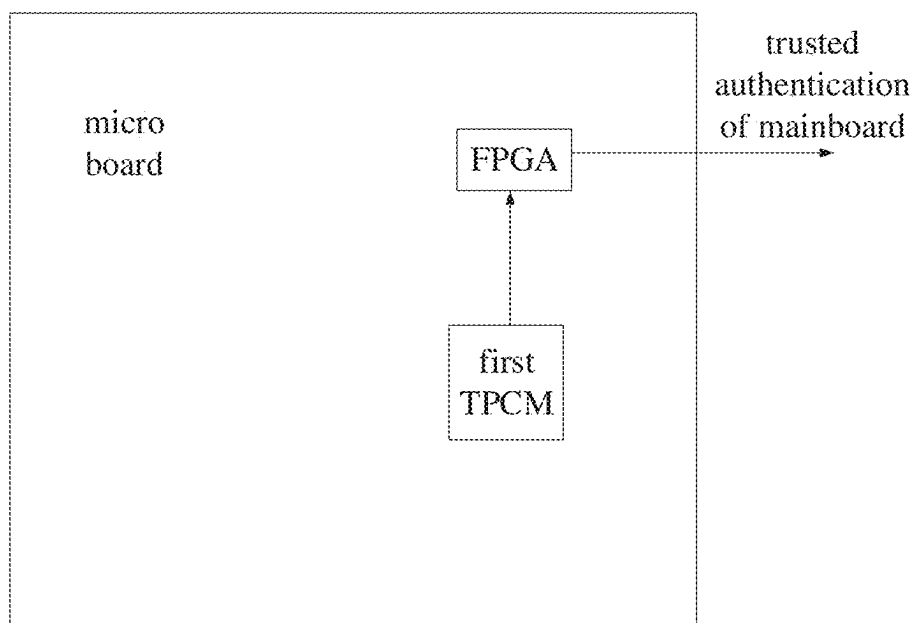 trusted
authentication
of mainboard
micro
board
FPGA
first
TPCM